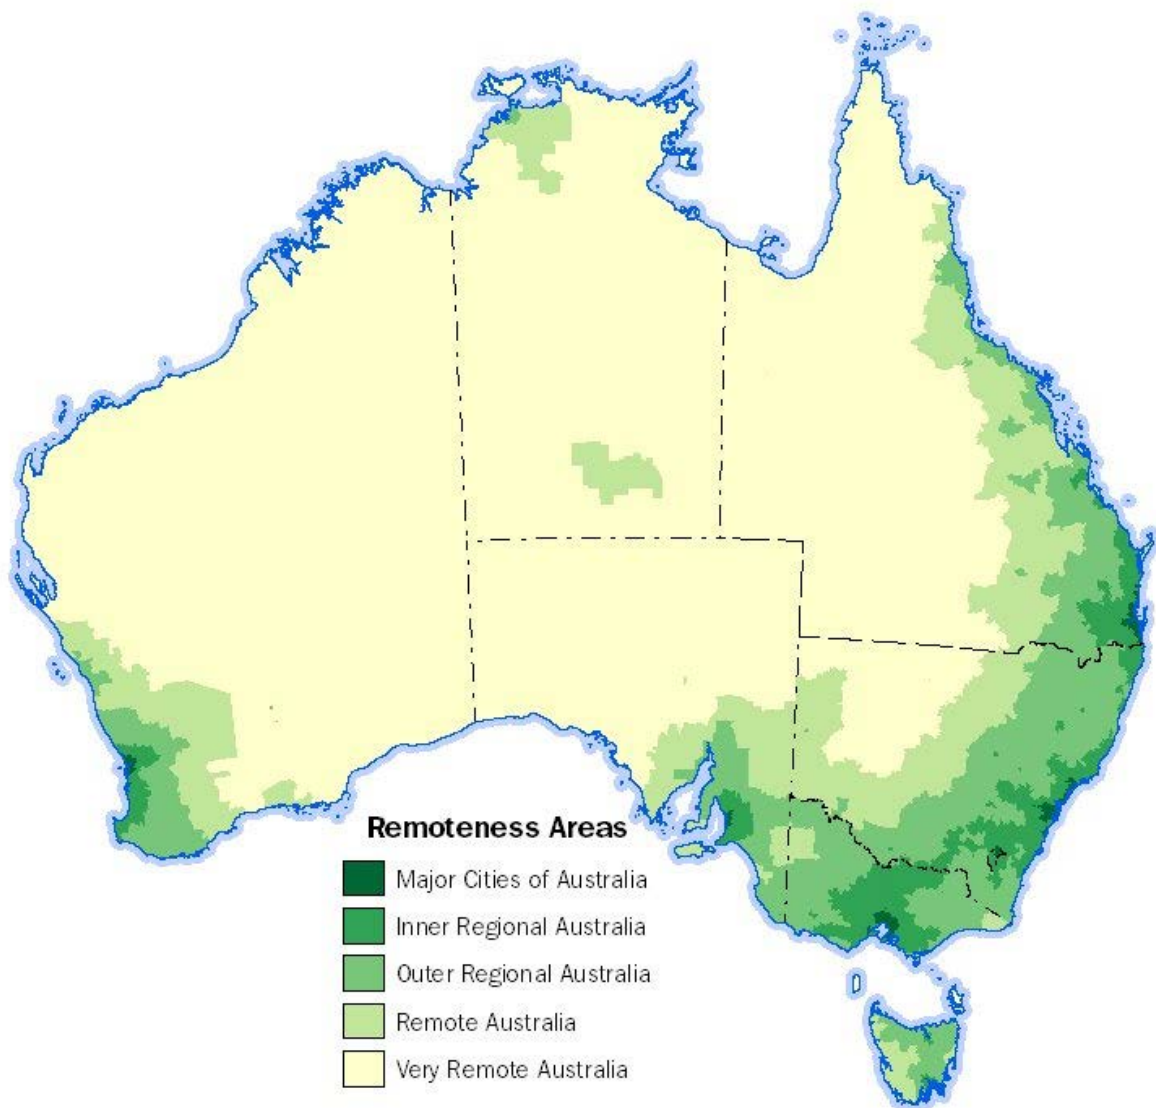 Remoteness Areas
Major Cities of Australia
Inner Regional Australia
Outer Regional Australia
Remote Australia
Very Remote Australia